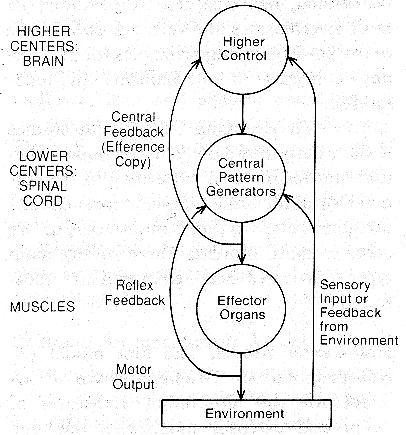 HIGHER
CENTERS:
BRAIN
Higher
Control
Central
Feedback
(Efference
Copy)
LOWER
CENTERS:
SPINAL
CORD
Central
Pattern
Generators
Reflex
Feedback
MUSCLES
Effector
Organs
Sensory
Input or
Feedback
from
Environment
Motor
Output
Environment